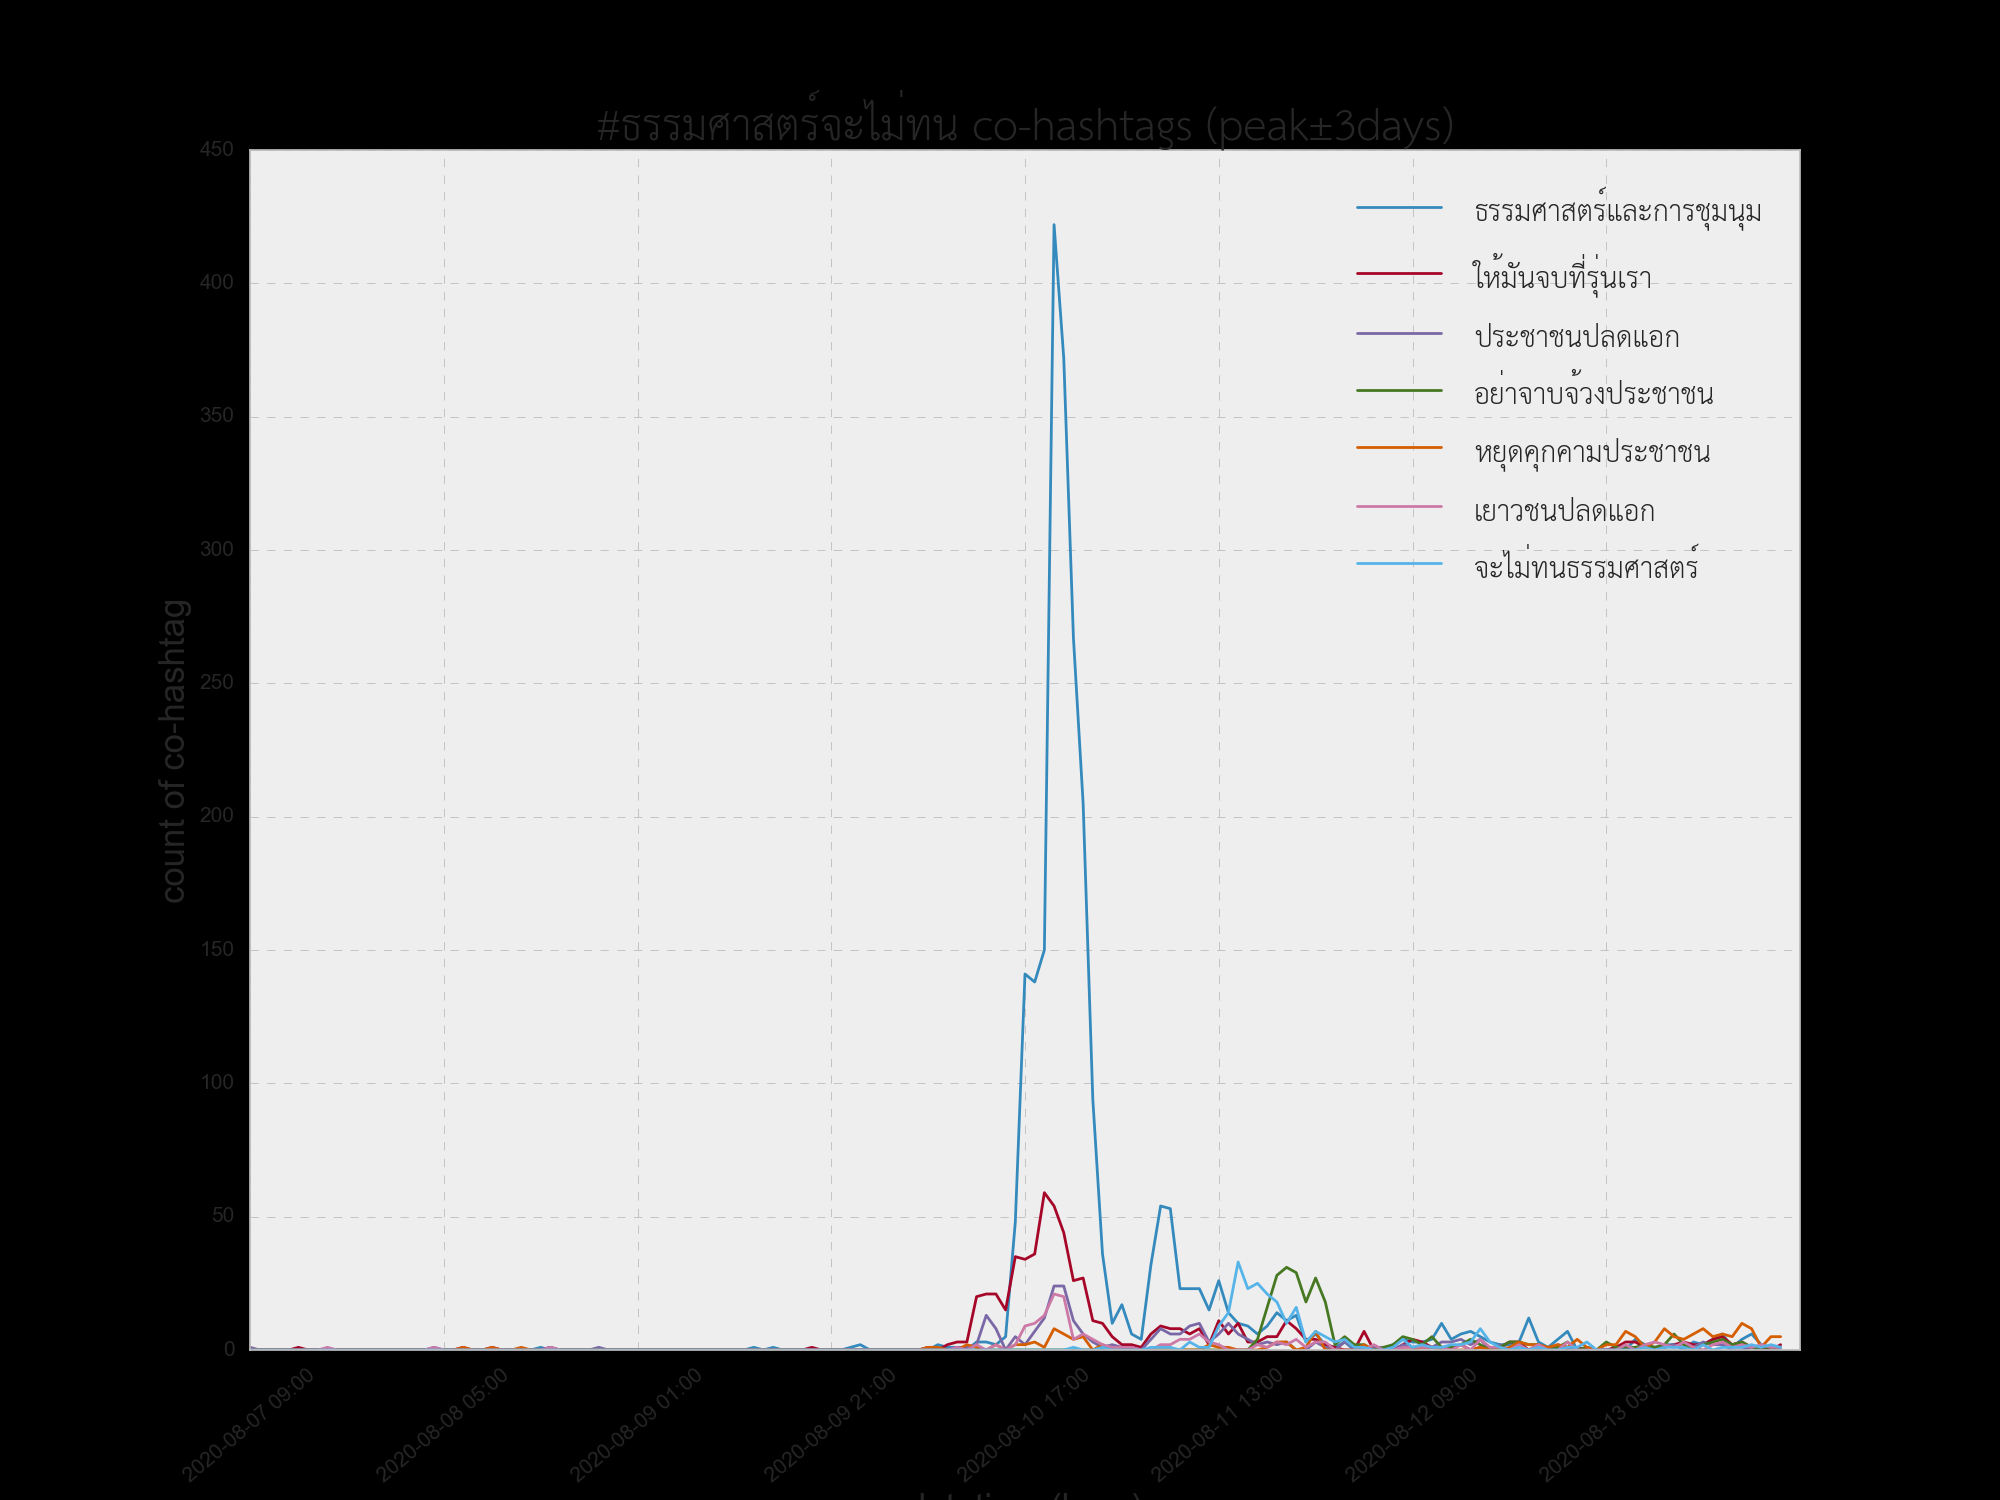 #ธรรมศาสตร์จะไม่ทน co-hashtags (peak±3days)
450
400
350
300
250
200
150
100
50
0
count of co-hashtag
ธรรมศาสตร์และการชุมนุม
ให้มันจบที่รุ่นเรา
ประชาชนปลดแอก
อย่าจาบจ้วงประชาชน
หยุดคุกคามประชาชน
เยาวชนปลดแอก
จะไม่ทนธรรมศาสตร์
2020-08-07 09:00
2020-08-08 05:00
2020-08-09 01:00
2020-08-09 21:00
2020-08-10 17:00
2020-08-11 13:00
2020-08-12 09:00
2020-08-13 05:00